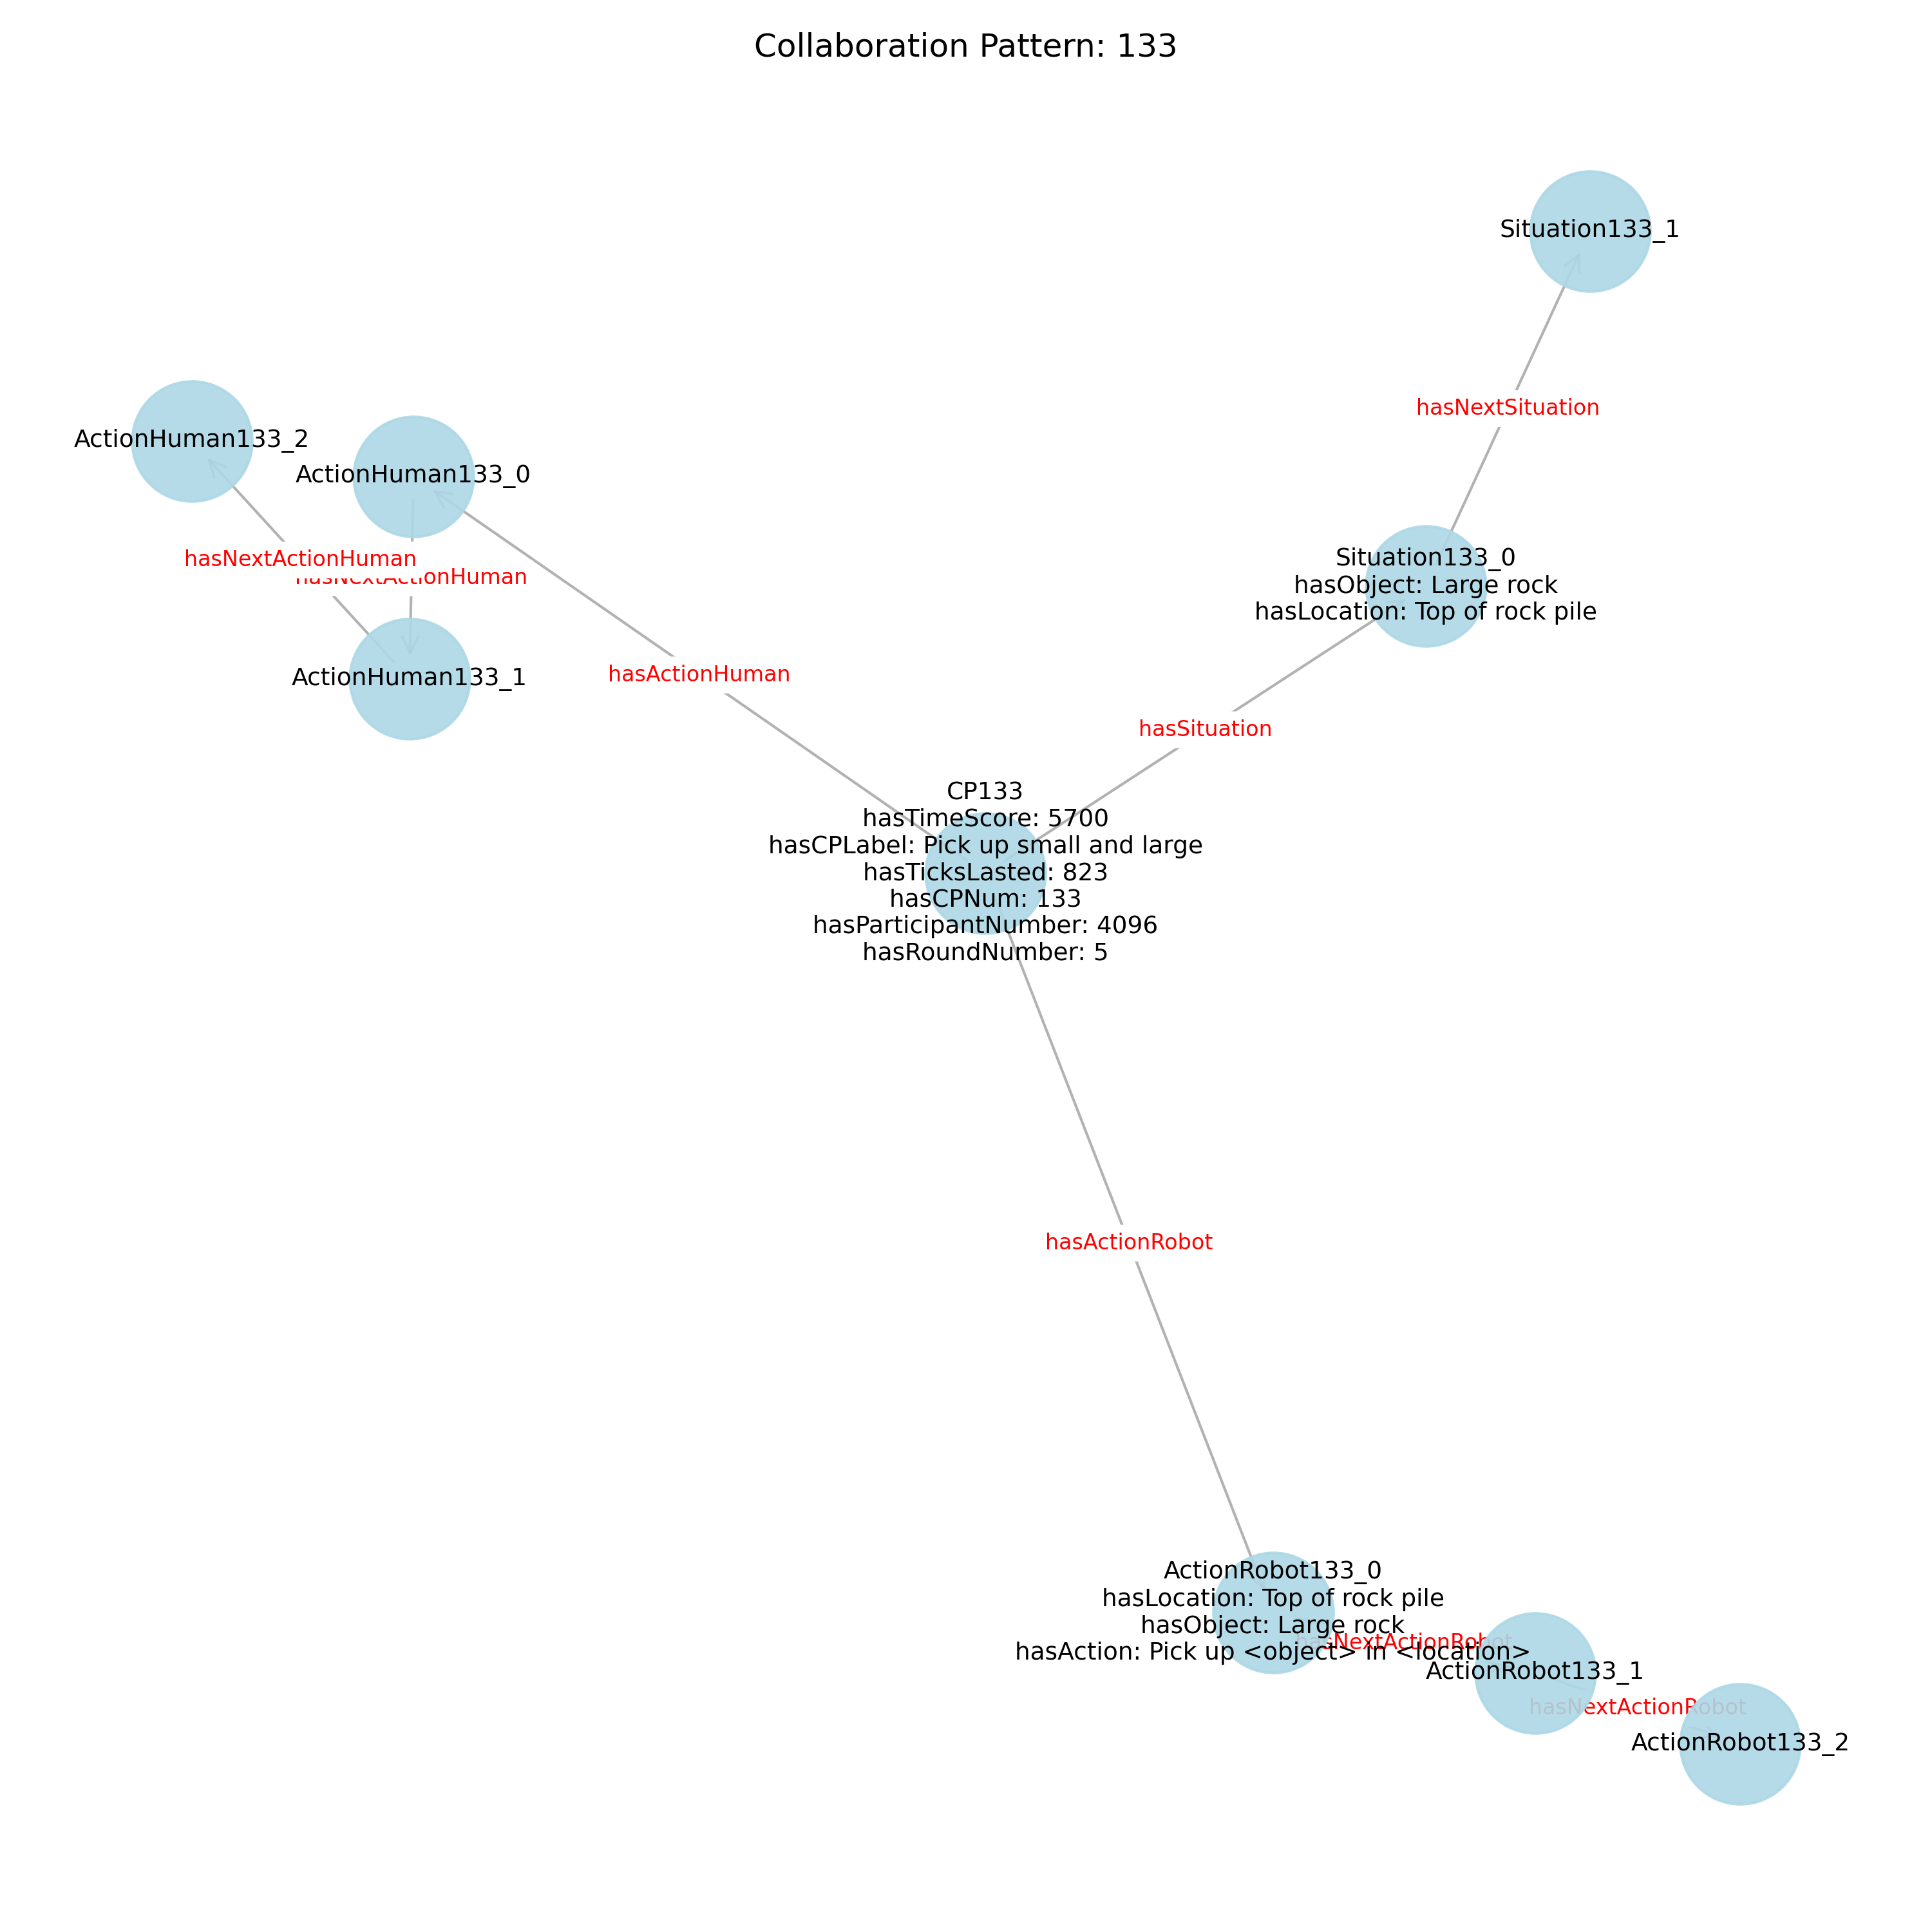 Collaboration Pattern: 133
Situation133_1
hasNextSituation
ActionHuman133_2
ActionHuman133_0
hasNextActionHuman
hasNextActionHuman
ActionHuman133_1
Situation133_0
hasObject: Large rock
hasLocation: Top of rock pile
hasActionHuman
hasSituation
CP133
hasTimeScore: 5700
hasCPLabel: Pick up small and large
hasTicksLasted: 823
hasCPNum: 133
hasParticipantNumber: 4096
hasRoundNumber: 5
hasActionRobot
ActionRobot133_0
hasLocation: Top of rock pile
hasObject: Large rock
hasAction: Pick up <object> in <location>
hasNextActionRobot
ActionRobot133_1
hasNextActionRobot
ActionRobot133_2